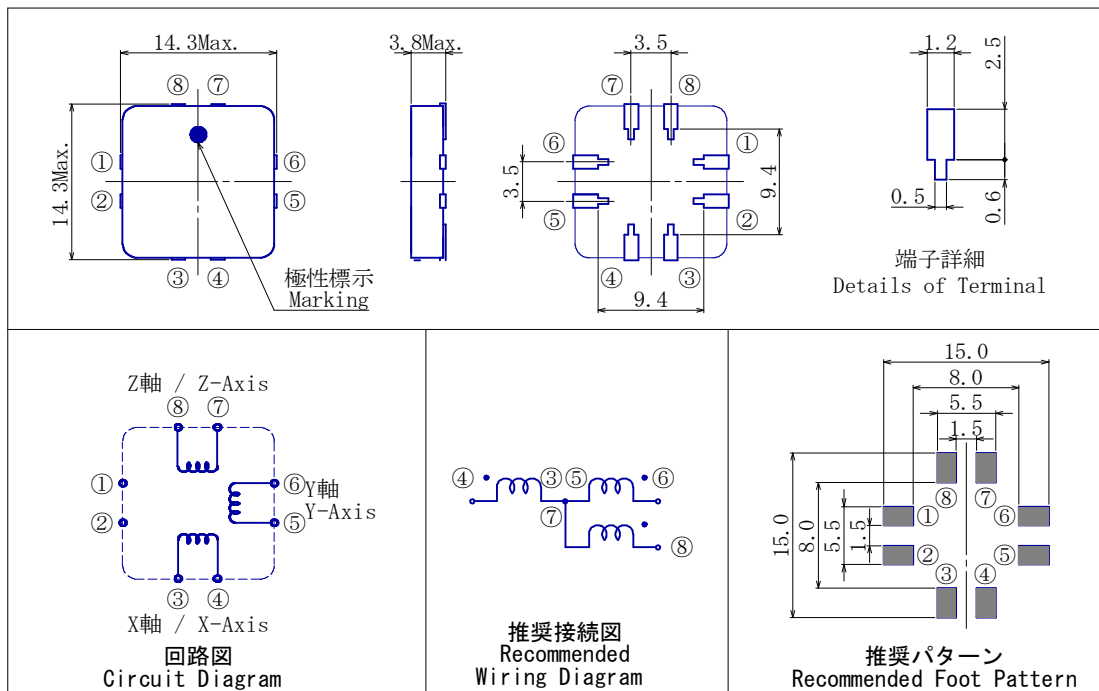 14.3Max.
3.8Max.
3.5
1.2
2.5
⑧ ⑦
⑦ ⑧
14.3Max.
① ⑥
② ⑤
③ ④
極性標示
Marking
⑥ ①
3.5
9.4
⑤ ②
④ ③
9.4
0.5
0.6
端子詳細
Details of Terminal
Z軸 / Z-Axis
⑧ ⑦
① ⑥
Y軸
Y-Axis
② ⑤
③ ④
X軸 / X-Axis
回路図
Circuit Diagram
④ ③ ⑤ ⑥
⑦
⑧
推奨接続図
Recommended
Wiring Diagram
15.0
8.0
5.5
1.5
15.0
8.0
5.5
1.5
⑧ ⑦
① ⑥
② ⑤
③ ④
推奨パターン
Recommended Foot Pattern